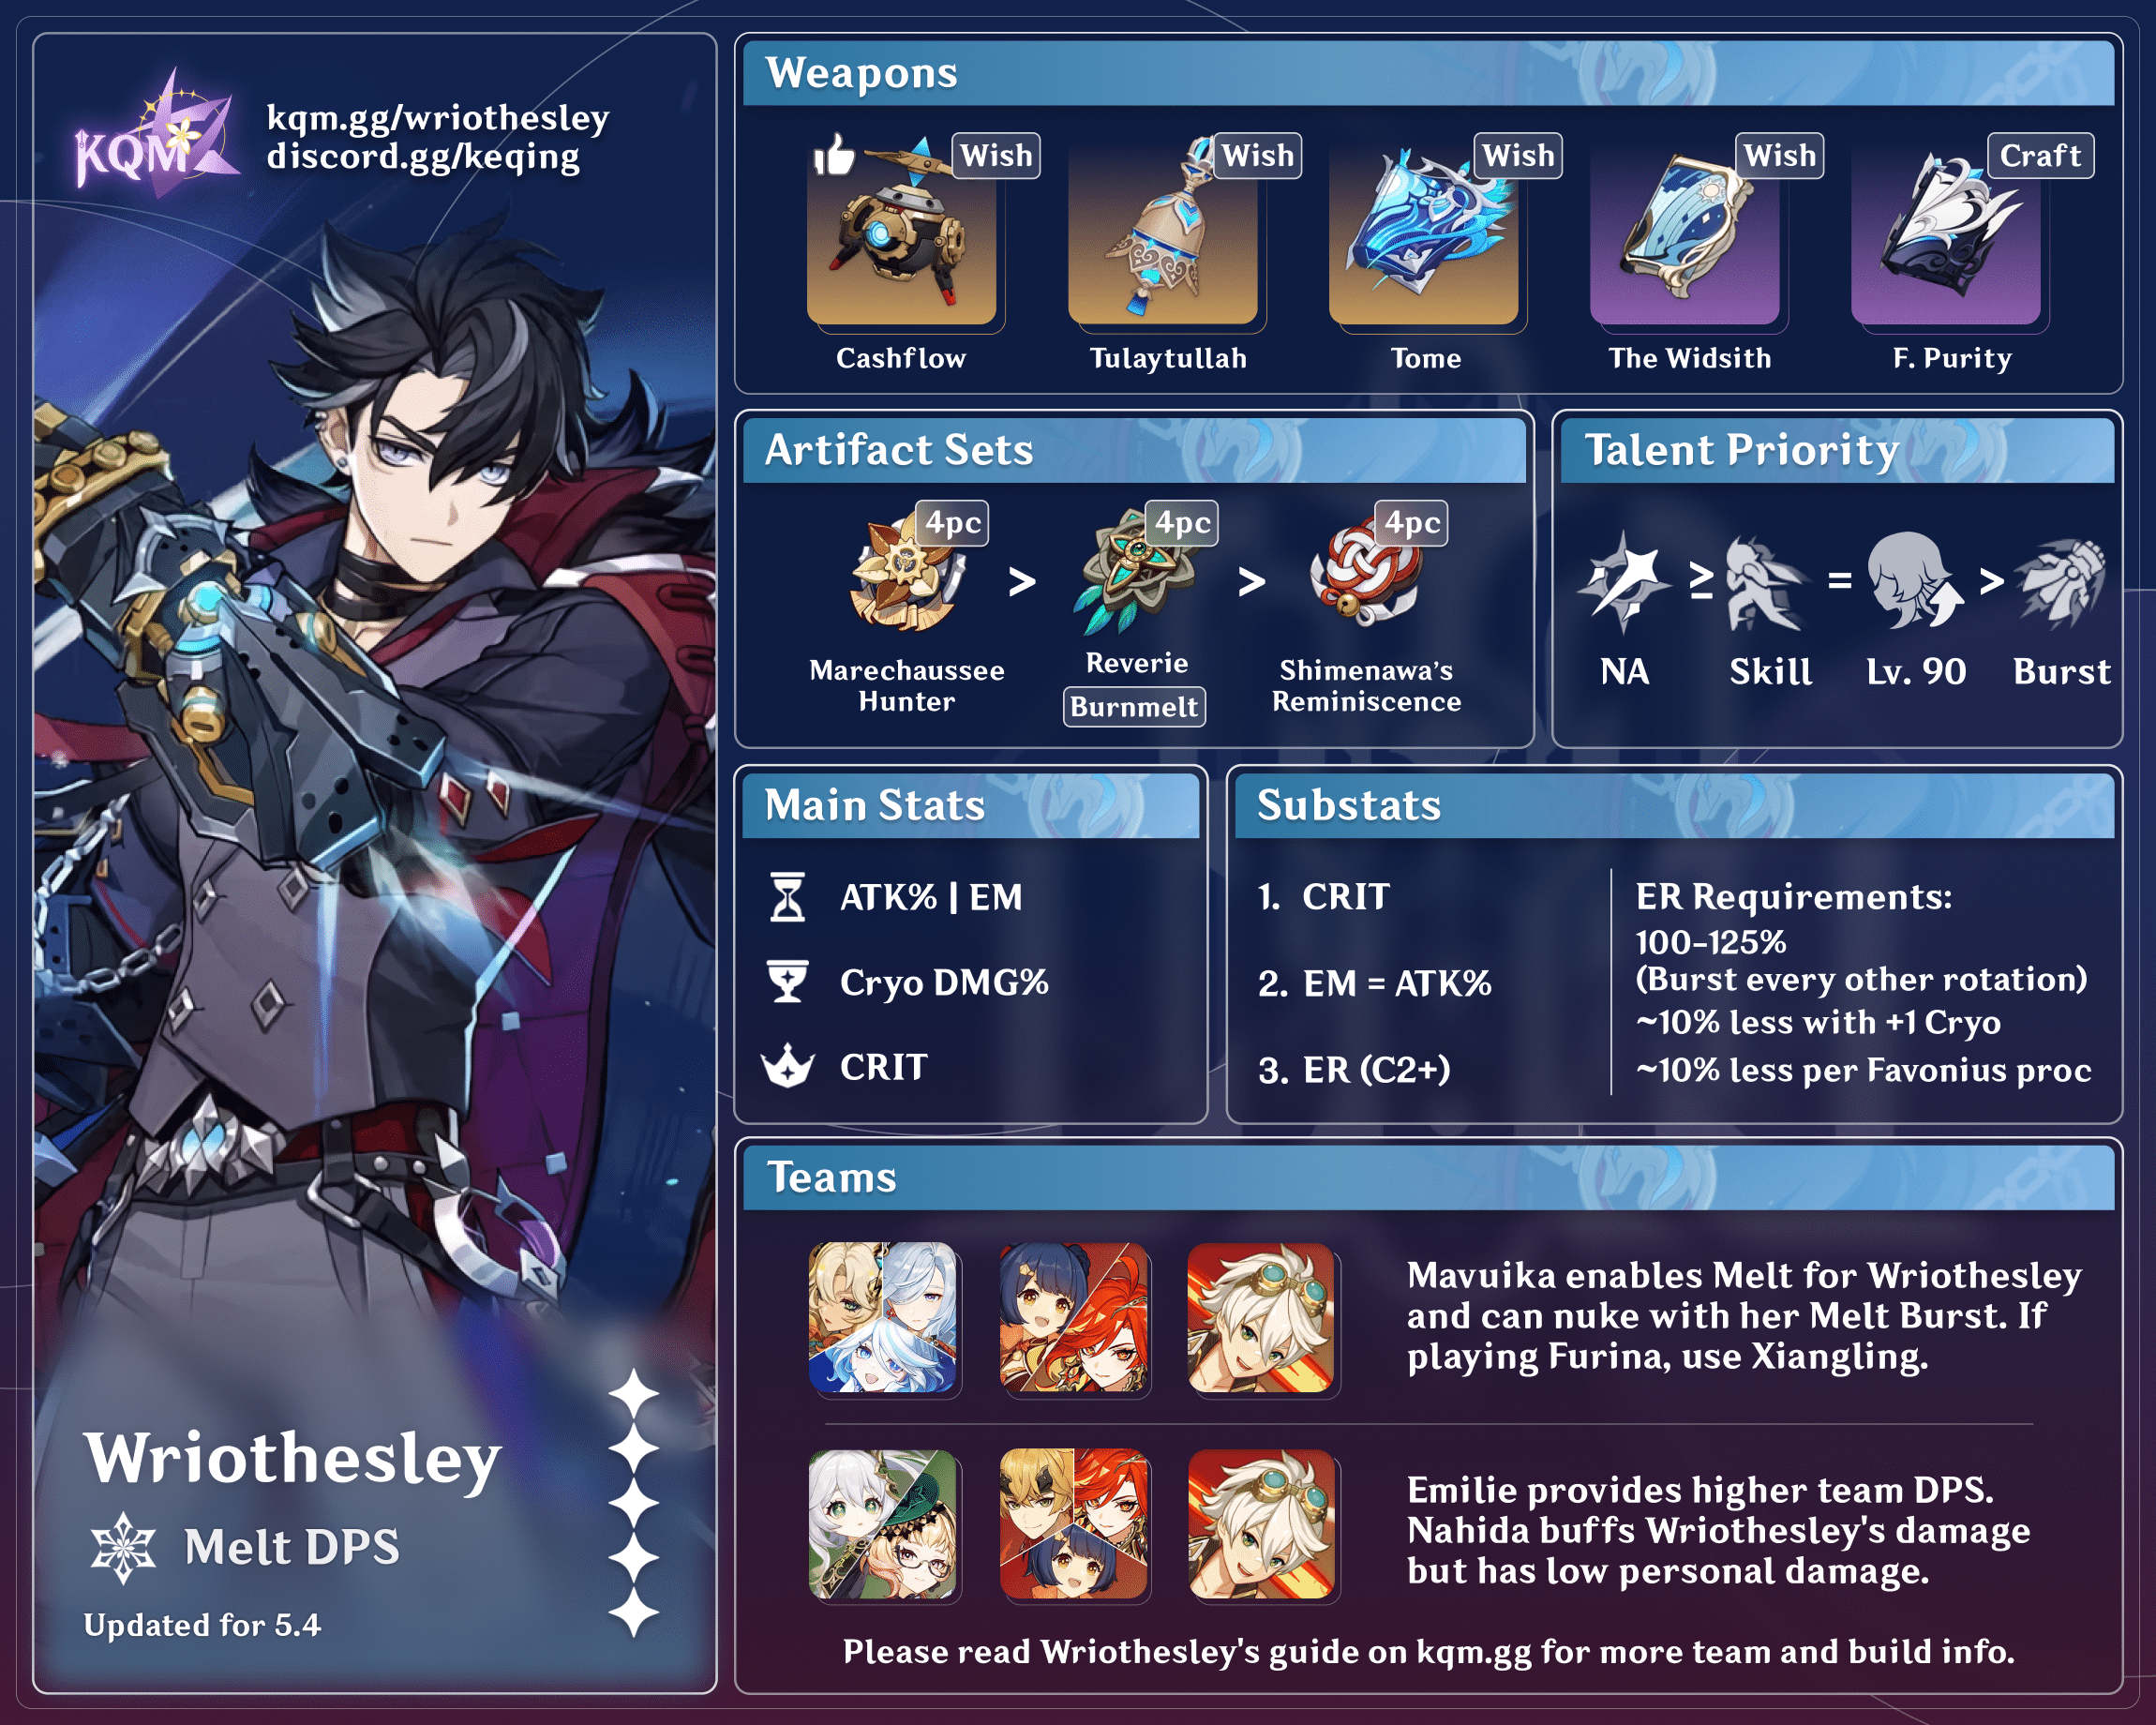 KQM
kqm.gg/wriothesley
discord.gg/keqing
Wriothesley
Melt DPS
Updated for 5.4
Weapons
Wish
Wish
Wish
Wish
Craft
Cashflow
Tulaytullah
Tome
The Widsith
F. Purity
Artifact Sets
4pc
4pc
4pc
>
>
Marechaussee
Hunter
Reverie
Burnmelt
Shimenawa's
Reminiscence
Talent Priority
≥
=
>
NA
Skill
Lv. 90
Burst
Main Stats
ATK% | EM
Cryo DMG%
CRIT
Substats
1. CRIT
2. EM = ATK%
3. ER (C2+)
ER Requirements:
100-125%
(Burst every other rotation)
~10% less with +1 Cryo
~10% less per Favonius proc
Teams
Mavuika enables Melt for Wriothesley
and can nuke with her Melt Burst. If
playing Furina, use Xiangling.
Emilie provides higher team DPS.
Nahida buffs Wriothesley's damage
but has low personal damage.
Please read Wriothesley's guide on kqm.gg for more team and build info.